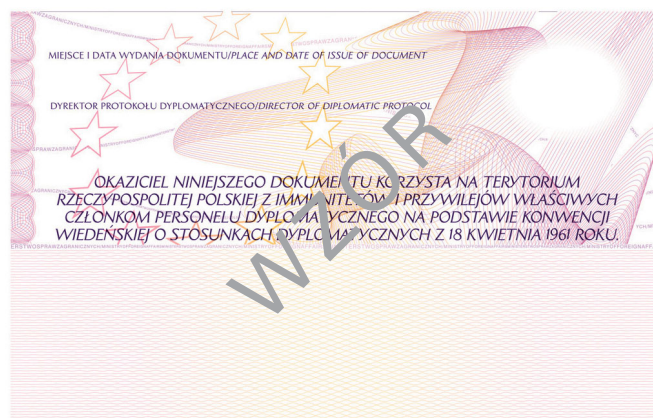 MIEJSCE I DATA WYDANIA DOKUMENTU/PLACE AND DATE OF ISSUE OF DOCUMENT
DYREKTOR PROTOKOŁU DYPLOMATYCZNEGO/DIRECTOR OF DIPLOMATIC PROTOCOL
WZÓR
OKAZICIEL NINIEJSZEGO DOKUMENTU KORZYSTA NA TERYTORIUM
RZECZYPOSPOLITEJ POLSKIEJ Z IMMUNITETÓW I PRZYWILEJÓW WŁAŚCIWYCH
CZŁONKOM PERSONELU DYPLOMATYCZNEGO NA PODSTAWIE KONWENCJI
WIEDEŃSKIEJ O STOSUNKACH DYPLOMATYCZNYCH Z 18 KWIETNIA 1961 ROKU.